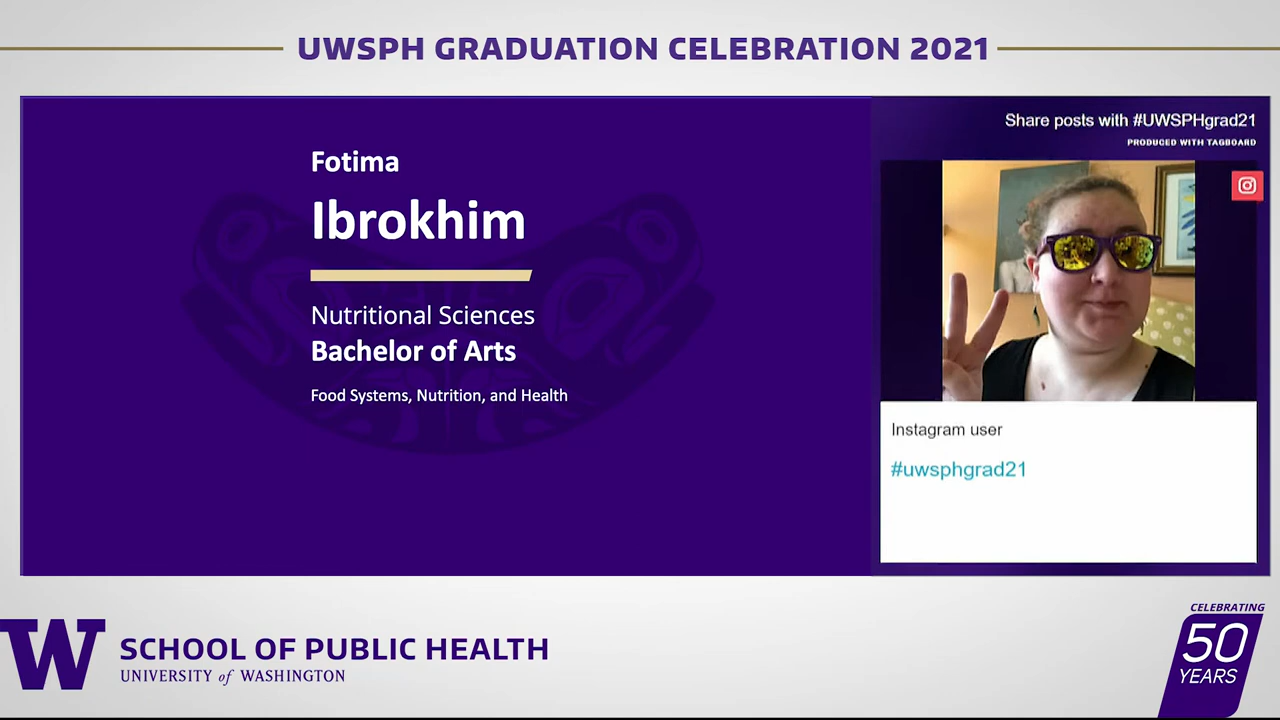 UWSPH GRADUATION CELEBRATION 2021
Fotima
Ibrokhim
Nutritional Sciences
Bachelor of Arts
Food Systems, Nutrition, and Health
Share posts with #UWSPHgrad21
PRODUCED WITH TAGBOARD
Instagram user
#uwsphgrad21
W SCHOOL OF PUBLIC HEALTH
UNIVERSITY of WASHINGTON
CELEBRATING
50
YEARS